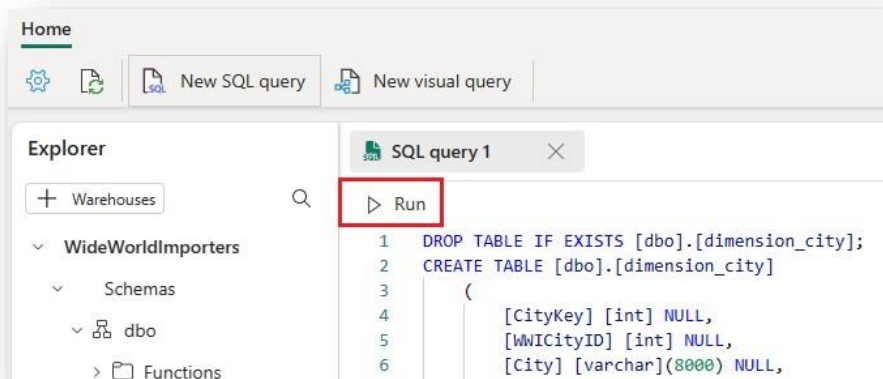 Home
New SQL query
New visual query
Explorer
Warehouses
WideWorldImporters
Schemas
dbo
Functions
SQL query 1
Run
1 DROP TABLE IF EXISTS [dbo].[dimension_city];
2 CREATE TABLE [dbo].[dimension_city]
3 (
4 [CityKey] [int] NULL,
5 [WWICityID] [int] NULL,
6 [City] [varchar](8000) NULL,